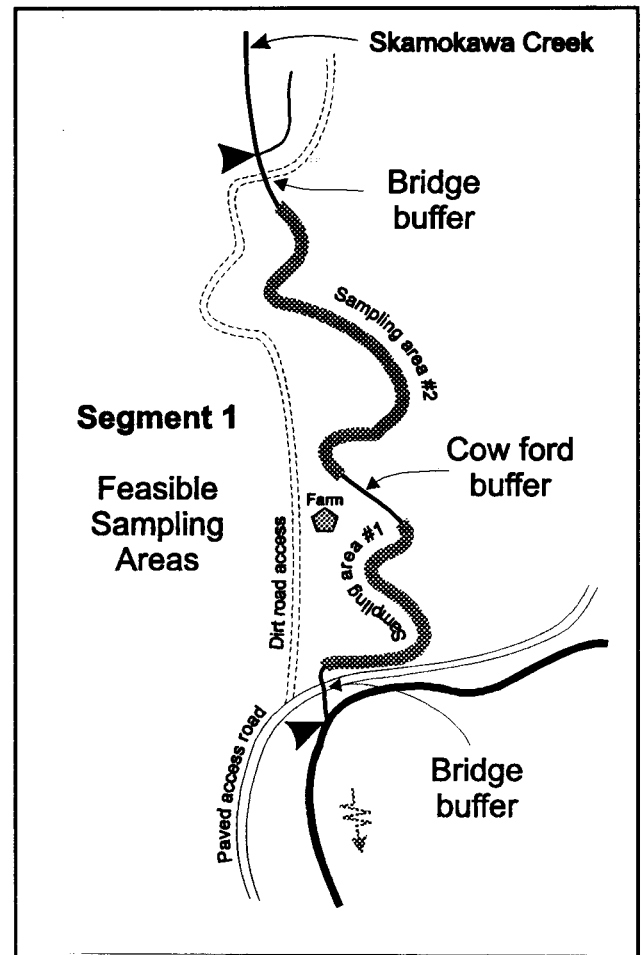 Skamokawa Creek
Bridge
buffer
Sampling area #2
Segment 1
Cow ford
buffer
Feasible
Sampling
Areas
Farm
Sampling area #1
Dirt road access
Paved access road
Bridge
buffer